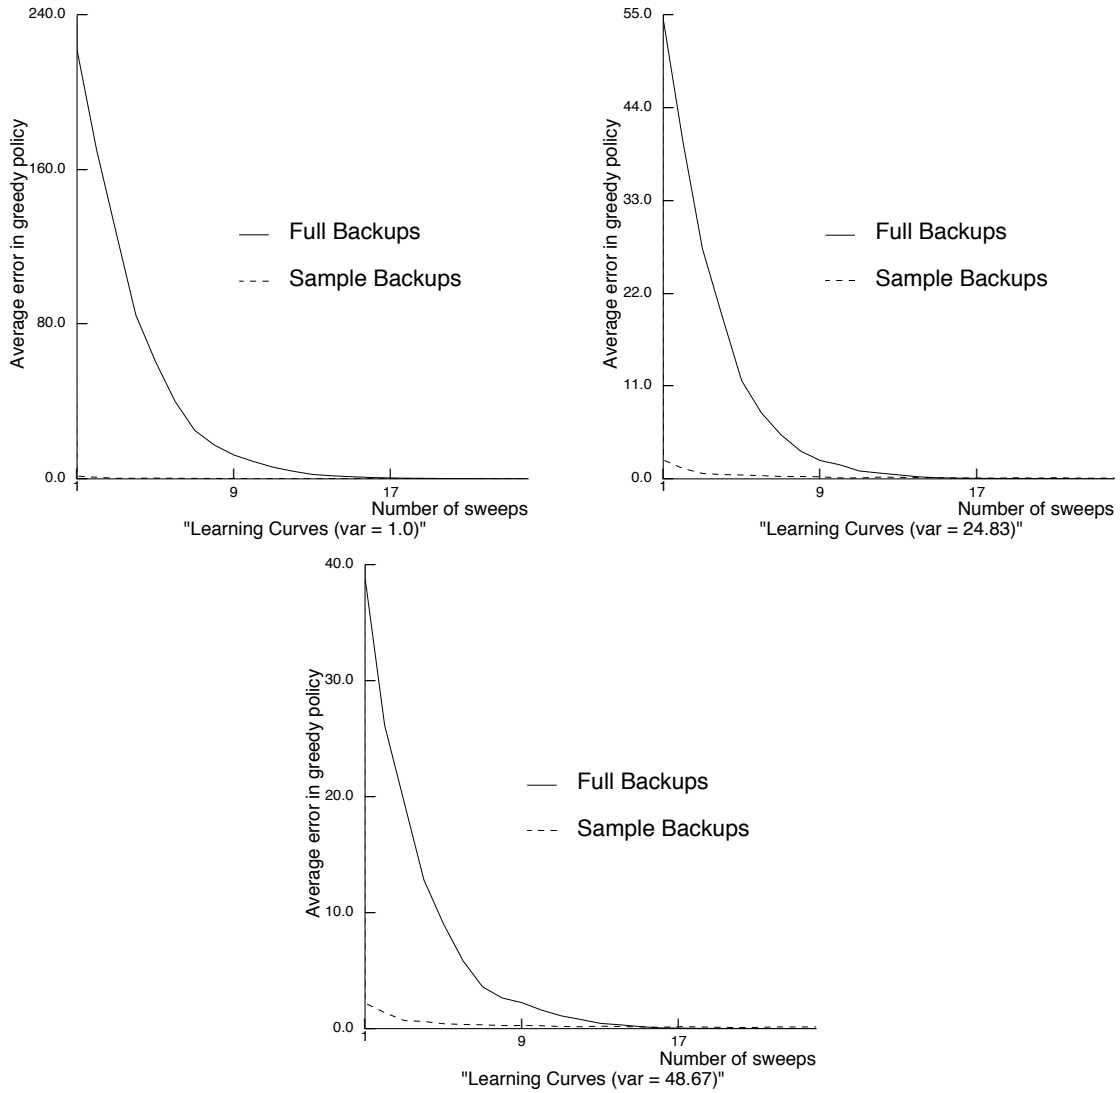 240.0
160.0
80.0
0.0
Average error in greedy policy
Full Backups
Sample Backups
1
9
17
Number of sweeps
"Learning Curves (var = 1.0)"
55.0
44.0
33.0
22.0
11.0
0.0
Average error in greedy policy
Full Backups
Sample Backups
1
9
17
Number of sweeps
"Learning Curves (var = 24.83)"
40.0
30.0
20.0
10.0
0.0
Average error in greedy policy
Full Backups
Sample Backups
1
9
17
Number of sweeps
"Learning Curves (var = 48.67)"